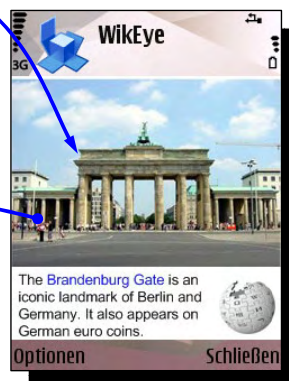 WikEye
3G
The Brandenburg Gate is an
iconic landmark of Berlin and
Germany. It also appears on
German euro coins.
Optionen Schließen